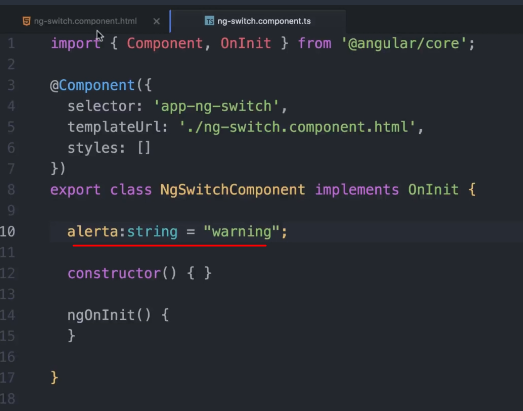 ng-switch.component.html
ng-switch.component.ts
1 import { Component, OnInit } from '@angular/core';
2
3 @Component({
4   selector: 'app-ng-switch',
5   templateUrl: './ng-switch.component.html',
6   styles: []
7 })
8 export class NgSwitchComponent implements OnInit {
9
10   alerta:string = "warning";
11
12   constructor() { }
13
14   ngOnInit() {
15   }
16
17 }
18